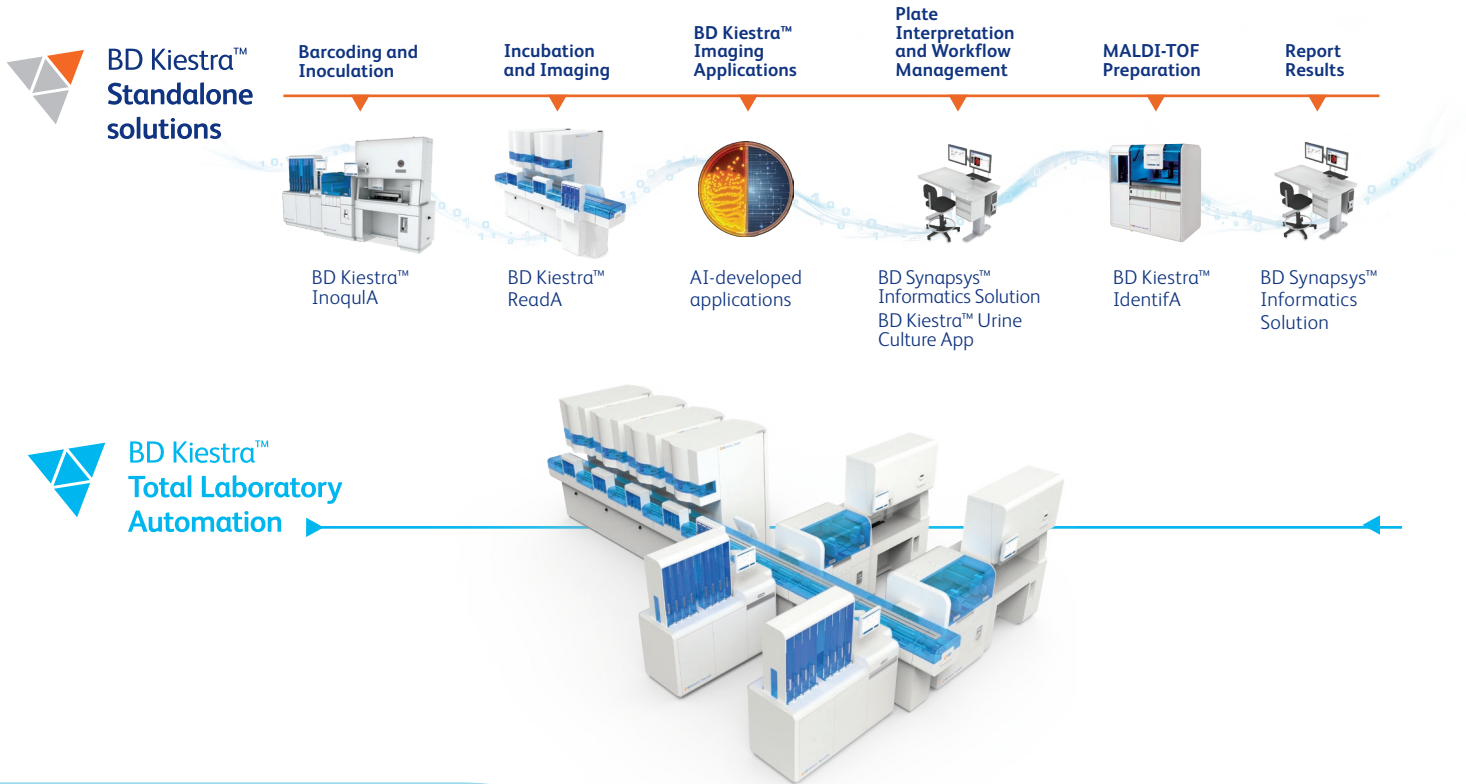 BD Kiestra™
Standalone
solutions
Barcoding and
Inoculation
Incubation
and Imaging
BD Kiestra™
Imaging
Applications
Plate
Interpretation
and Workflow
Management
MALDI-TOF
Preparation
Report
Results
BD Kiestra™
InoqulA
BD Kiestra™
ReadA
AI-developed
applications
BD Synapsys™
Informatics Solution
BD Kiestra™ Urine
Culture App
BD Kiestra™
IdentifA
BD Synapsys™
Informatics
Solution
BD Kiestra™
Total Laboratory
Automation